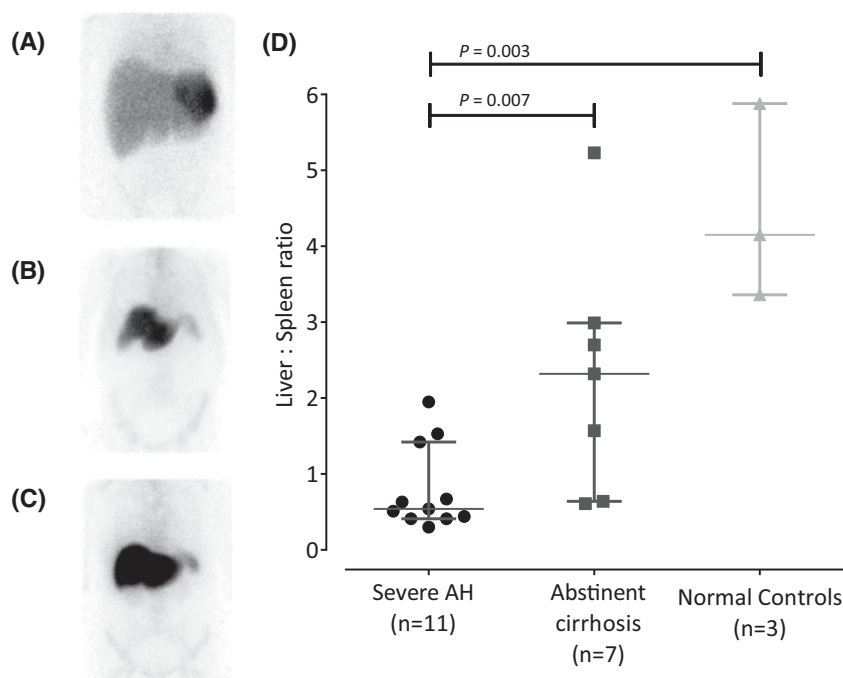 (A)
(B)
(C)
(D)
P = 0.003
P = 0.007
6
5
4
3
2
1
0
Liver : Spleen ratio
Severe AH
(n=11)
Abstinent
cirrhosis
(n=7)
Normal Controls
(n=3)